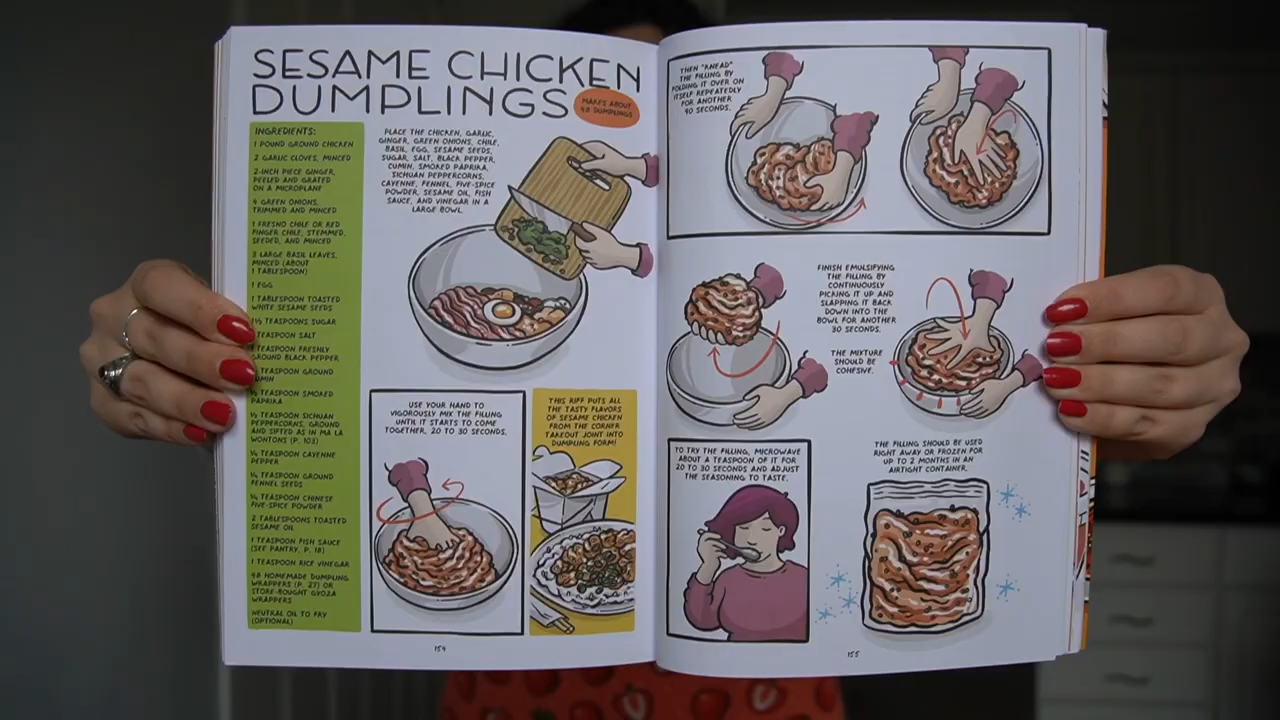 SESAME CHICKEN
DUMPLINGS
MAKES ABOUT
48 DUMPLINGS
INGREDIENTS:
1 POUND GROUND CHICKEN
2 GARLIC CLOVES, MINCED
2-INCH PIECE GINGER,
PEELED AND GRATED
ON A MICROPLANE
4 GREEN ONIONS,
TRIMMED AND MINCED
1 FRESNO CHILE OR RED
FINGER CHILE, STEMMED,
SEEDED, AND MINCED
3 LARGE BASIL LEAVES,
MINCED (ABOUT
1 TABLESPOON)
1 EGG
1 TABLESPOON TOASTED
WHITE SESAME SEEDS
1½ TEASPOONS SUGAR
TEASPOON SALT
TEASPOON FRESHLY
GROUND BLACK PEPPER
TEASPOON GROUND
UMIN
TEASPOON SMOKED
PAPRIKA
½ TEASPOON SICHUAN
PEPPERCORNS, GROUND
AND SIFTED AS IN MA LA
WONTONS (P. 103)
¼ TEASPOON CAYENNE
PEPPER
¼ TEASPOON GROUND
FENNEL SEEDS
¼ TEASPOON CHINESE
FIVE-SPICE POWDER
2 TABLESPOONS TOASTED
SESAME OIL
1 TEASPOON FISH SAUCE
(SEE PANTRY, P. 18)
1 TEASPOON RICE VINEGAR
48 HOMEMADE DUMPLING
WRAPPERS (P. 27) OR
STORE-BOUGHT GYOZA
WRAPPERS
NEUTRAL OIL TO FRY
(OPTIONAL)
PLACE THE CHICKEN, GARLIC,
GINGER, GREEN ONIONS, CHILE,
BASIL, EGG, SESAME SEEDS,
SUGAR, SALT, BLACK PEPPER,
CUMIN, SMOKED PAPRIKA,
SICHUAN PEPPERCORNS,
CAYENNE, FENNEL, FIVE-SPICE
POWDER, SESAME OIL, FISH
SAUCE, AND VINEGAR IN A
LARGE BOWL.
USE YOUR HAND TO
VIGOROUSLY MIX THE FILLING
UNTIL IT STARTS TO COME
TOGETHER, 20 TO 30 SECONDS.
THIS RIFF PUTS ALL
THE TASTY FLAVORS
OF SESAME CHICKEN
FROM THE CORNER
TAKEOUT JOINT INTO
DUMPLING FORM!
154
THEN "KNEAD"
THE FILLING BY
FOLDING IT OVER ON
ITSELF REPEATEDLY
FOR ANOTHER
90 SECONDS.
FINISH EMULSIFYING
THE FILLING BY
CONTINUOUSLY
PICKING IT UP AND
SLAPPING IT BACK
DOWN INTO THE
BOWL FOR ANOTHER
30 SECONDS.
THE MIXTURE
SHOULD BE
COHESIVE.
TO TRY THE FILLING, MICROWAVE
ABOUT A TEASPOON OF IT FOR
20 TO 30 SECONDS AND ADJUST
THE SEASONING TO TASTE.
THE FILLING SHOULD BE USED
RIGHT AWAY OR FROZEN FOR
UP TO 2 MONTHS IN AN
AIRTIGHT CONTAINER.
155